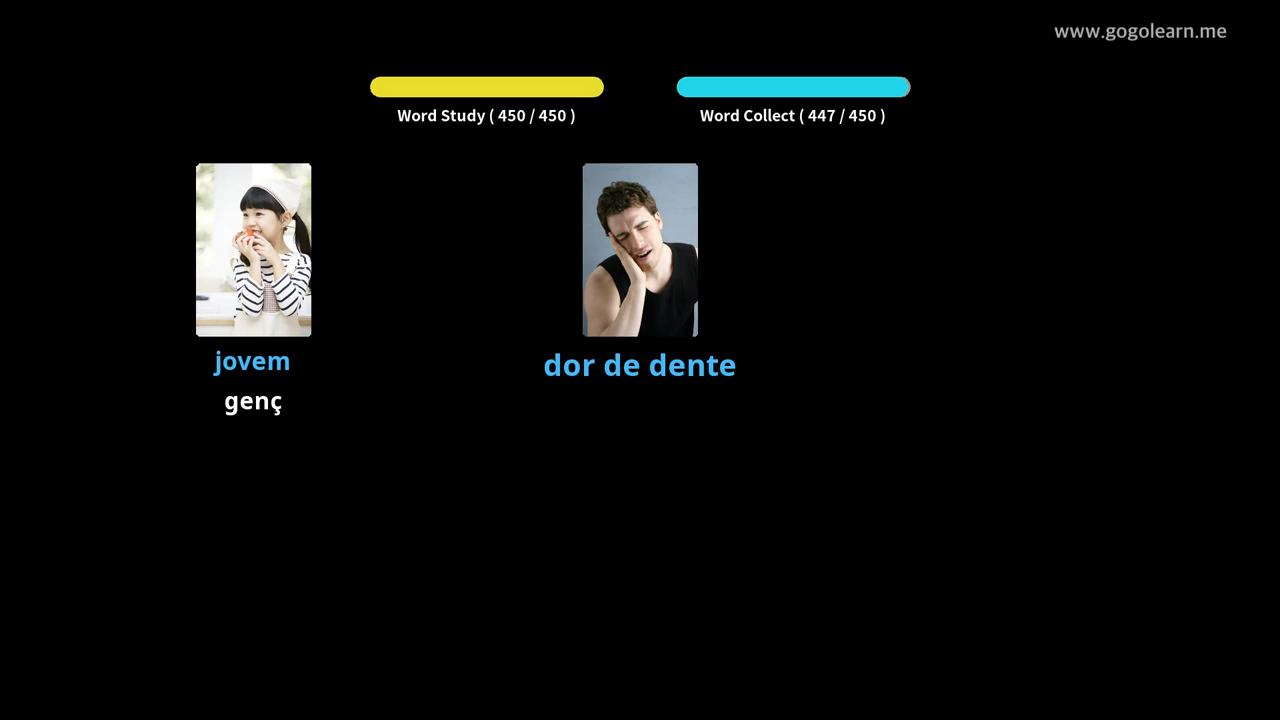 www.gogolearn.me
Word Study ( 450 / 450 )
Word Collect ( 447 / 450 )
jovem
genç
dor de dente